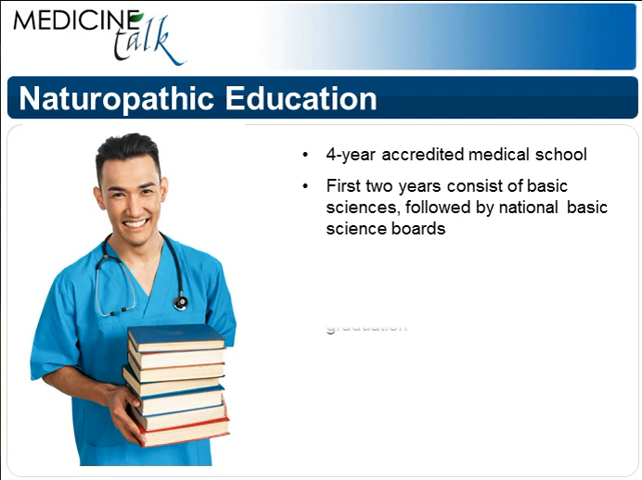 MEDICINE
talk
Naturopathic Education
• 4-year accredited medical school
• First two years consist of basic
sciences, followed by national basic
science boards
graduation